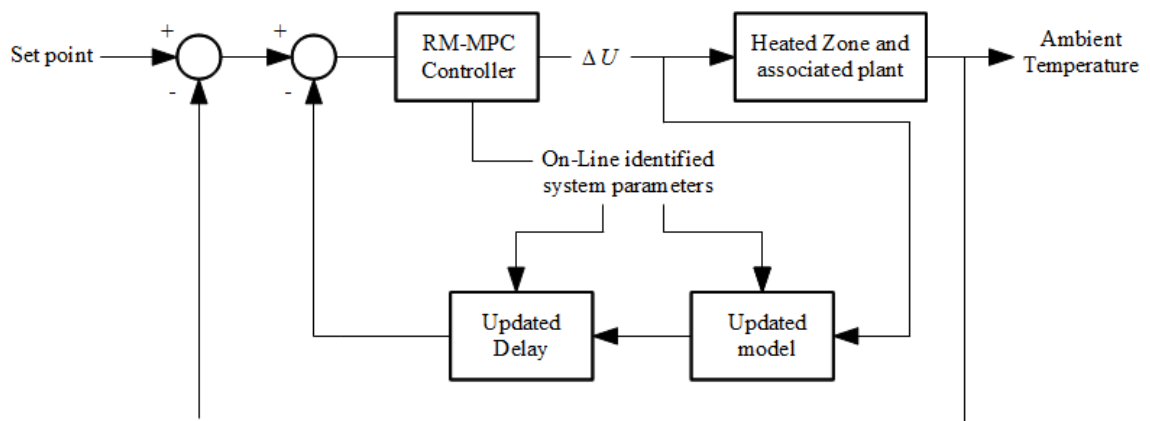 +
+
Set point
-
-
RM-MPC
Controller
Δ U
Heated Zone and
associated plant
Ambient
Temperature
On-Line identified
system parameters
Updated
Delay
Updated
model